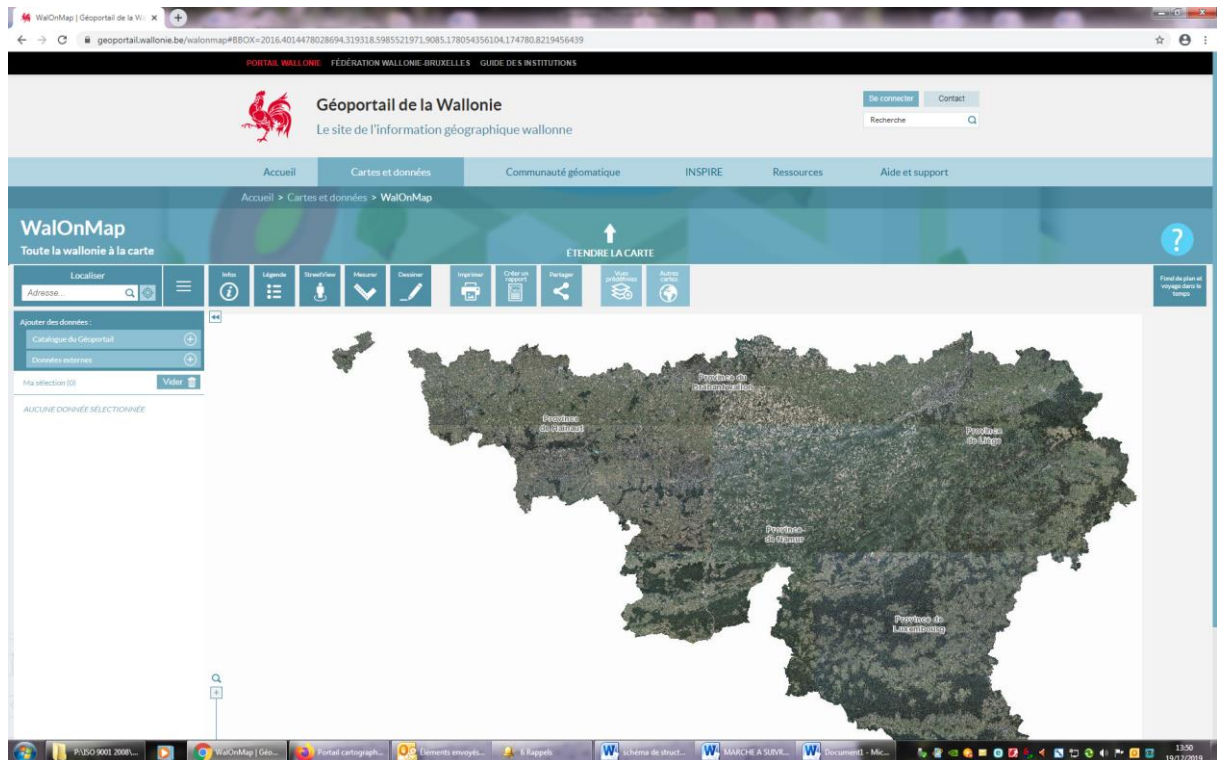 WalOnMap | Géoportail de la Wa
geoportail.wallonie.be/walonmap#BBOX=2016.4014478028694,319318.5985521971,9085.178054356104,174780.8219456439
PORTAIL WALLONIE FÉDÉRATION WALLONIE-BRUXELLES GUIDE DES INSTITUTIONS
Géoportail de la Wallonie
Le site de l'information géographique wallonne
Se connecter Contact
Recherche
Accueil Cartes et données Communauté géomatique INSPIRE Ressources Aide et support
Accueil > Cartes et données > WalOnMap
WalOnMap
Toute la wallonie à la carte
ÉTENDRE LA CARTE
?
Localiser
Adresse...
Infos Légende StreetView Mesurer Dessiner Imprimer Créer un rapport Partager Vues prédéfinies Autres cartes
Fond de plan et
voyage dans le
temps
Ajouter des données :
Catalogue du Géoportail
Données externes
Ma sélection (0) Vider
AUCUNE DONNÉE SÉLECTIONNÉE
Province du
Brabant wallon
Province
de Hainaut
Province
de Liège
Province
de Namur
Province de
Luxembourg
P:\ISO 9001 2008\... WalOnMap | Géo... Portail cartograph... Éléments envoyés... 6 Rappels schéma de struct... MARCHE A SUIVR... Document1 - Mic...
13:50
19/12/2019